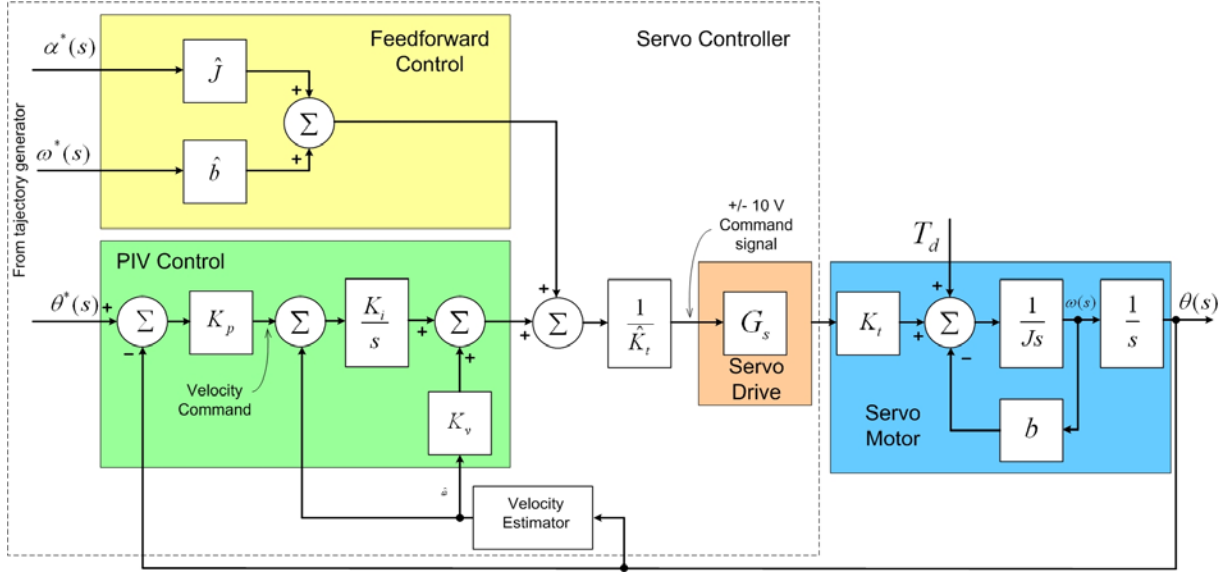 α*(s)
Ĵ
Feedforward
Control
Servo Controller
+
Σ
ω*(s)
b̂
+
From tajectory generator
+/- 10 V
Command
signal
T_d
PIV Control
θ*(s)
+
Σ
−
K_p
Σ
K_i
s
+
Σ
+
+
+
Σ
1
K̂_t
G_s
Servo
Drive
K_t
+
+
Σ
−
1
Js
ω(s)
1
s
θ(s)
Velocity
Command
K_v
Servo
Motor
b
ω̂
Velocity
Estimator